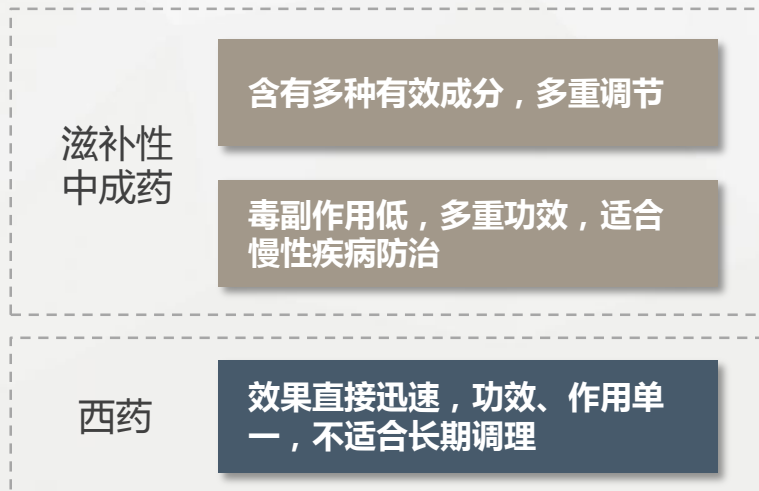 滋补性
中成药
含有多种有效成分，多重调节
毒副作用低，多重功效，适合
慢性疾病防治
西药
效果直接迅速，功效、作用单
一，不适合长期调理